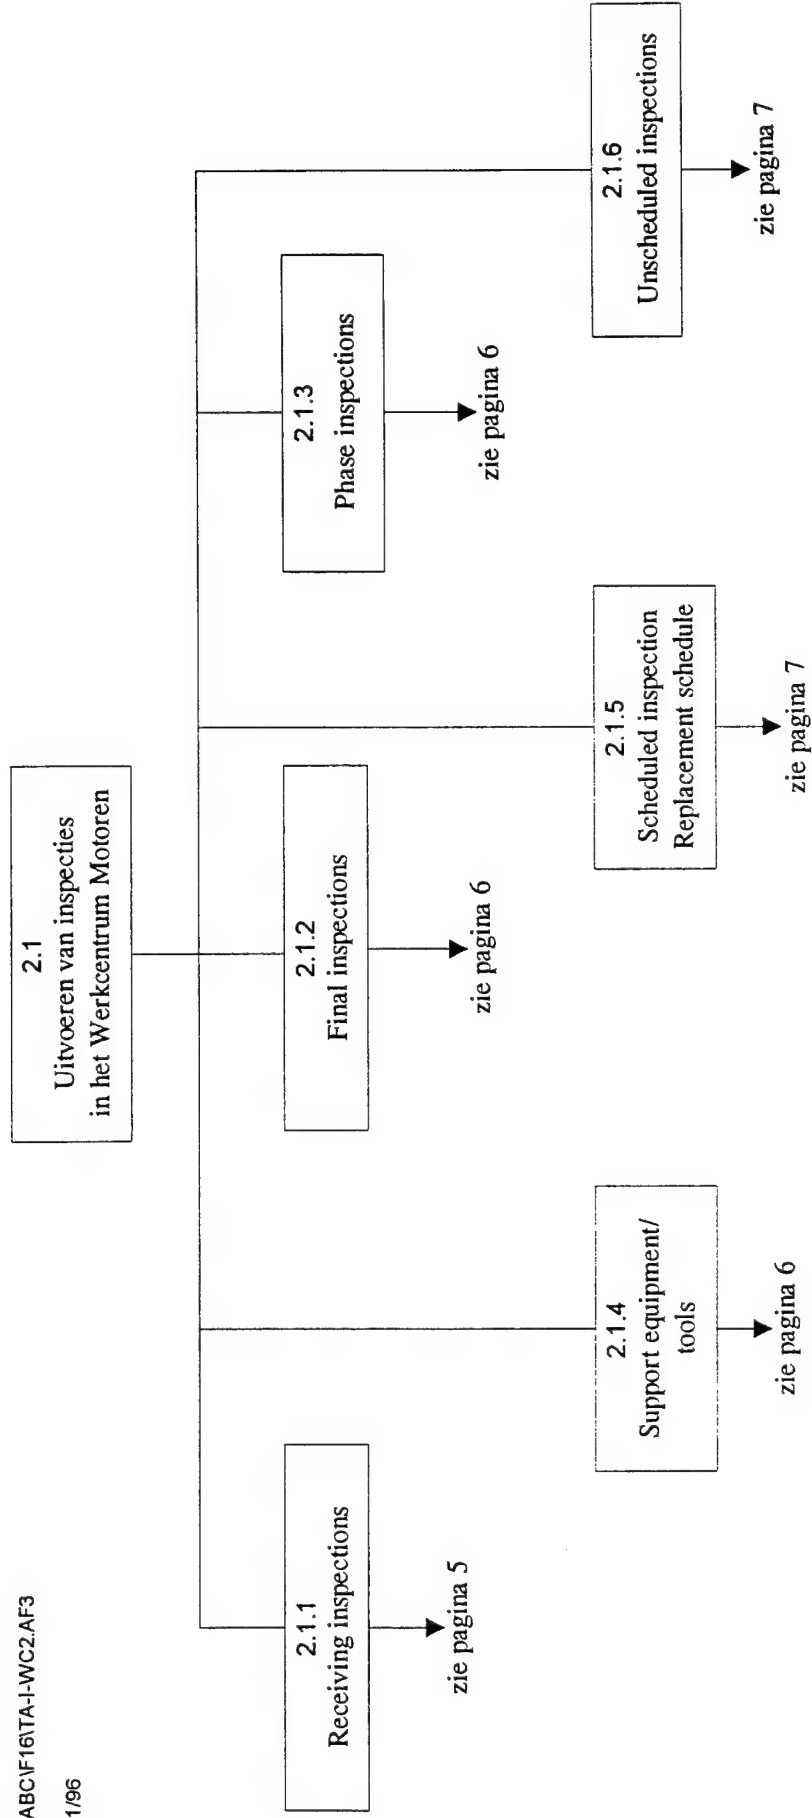 ABC\F16\TA-I-WC2.AF3
1/96
2.1
Uitvoeren van inspecties
in het Werkcentrum Motoren
2.1.1
Receiving inspections
zie pagina 5
2.1.2
Final inspections
zie pagina 6
2.1.3
Phase inspections
zie pagina 6
2.1.4
Support equipment/
tools
zie pagina 6
2.1.5
Scheduled inspection
Replacement schedule
zie pagina 7
2.1.6
Unscheduled inspections
zie pagina 7